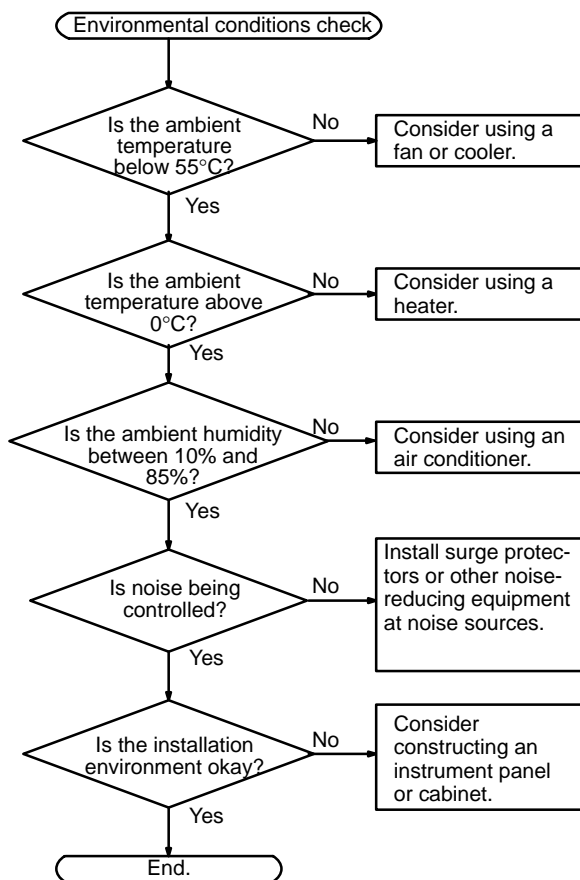 Environmental conditions check
Is the ambient
temperature
below 55°C?
No
Consider using a
fan or cooler.
Yes
Is the ambient
temperature above
0°C?
No
Consider using a
heater.
Yes
Is the ambient humidity
between 10% and
85%?
No
Consider using an
air conditioner.
Yes
Is noise being
controlled?
No
Install surge protec-
tors or other noise-
reducing equipment
at noise sources.
Yes
Is the installation
environment okay?
No
Consider
constructing an
instrument panel
or cabinet.
Yes
End.